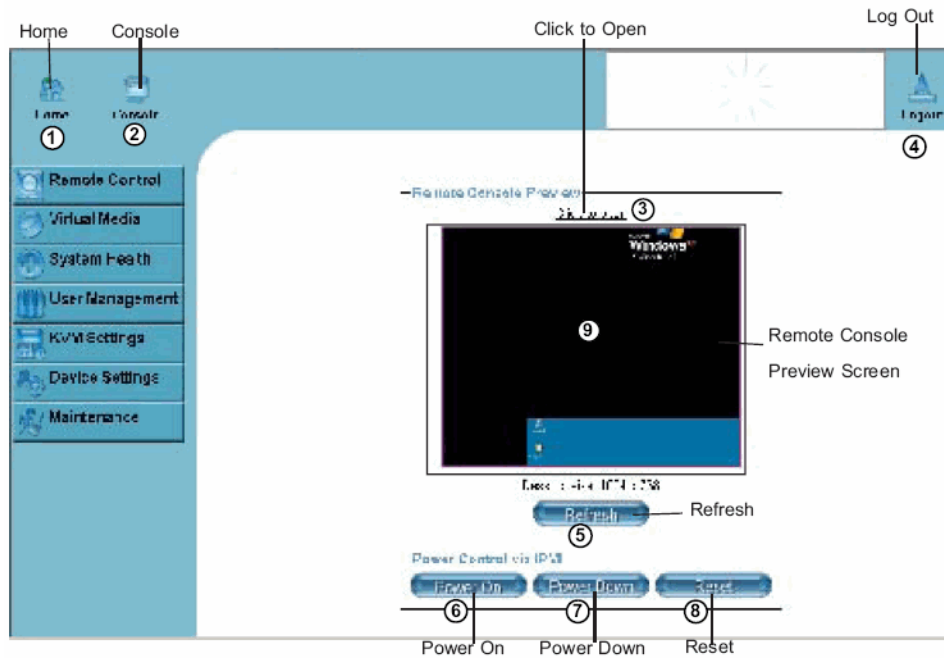 Home
Console
Click to Open
Log Out
Home
Console
Logout
1
2
4
Remote Control
Virtual Media
System Health
User Management
KVM Settings
Device Settings
Maintenance
Remote Console Preview
3
Windows
9
Remote Console
Preview Screen
Refresh
Refresh
5
Power Control via IPMI
Power On
Power Down
Reset
6
7
8
Power On
Power Down
Reset